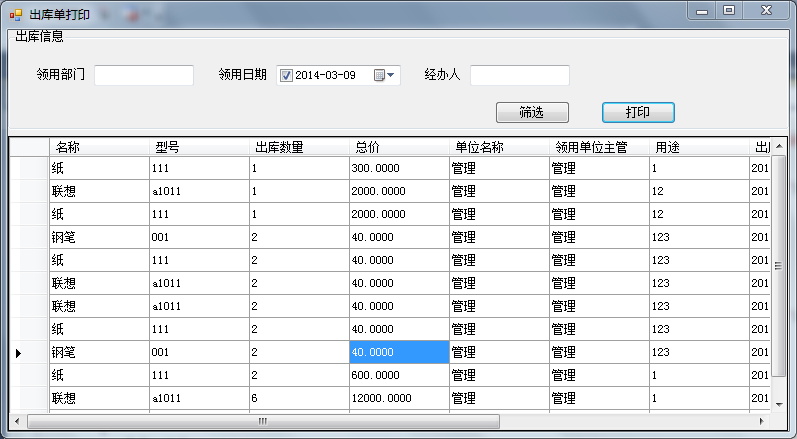 出库单打印
出库信息
领用部门 领用日期 2014-03-09 经办人
筛选 打印
名称 型号 出库数量 总价 单位名称 领用单位主管 用途
纸 111 1 300.0000 管理 管理 1 201
联想 a1011 1 2000.0000 管理 管理 12 201
纸 111 1 2000.0000 管理 管理 12 201
钢笔 001 2 40.0000 管理 管理 123 201
纸 111 2 40.0000 管理 管理 123 201
联想 a1011 2 40.0000 管理 管理 123 201
联想 a1011 2 40.0000 管理 管理 123 201
纸 111 2 40.0000 管理 管理 123 201
钢笔 001 2 40.0000 管理 管理 123 201
纸 111 2 600.0000 管理 管理 1 201
联想 a1011 6 12000.0000 管理 管理 1 201